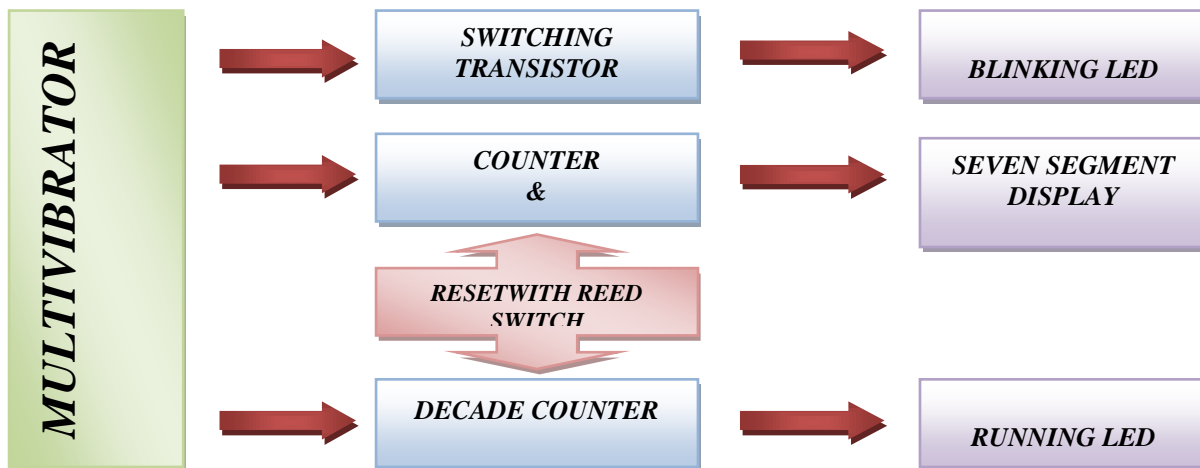 MULTIVIBRATOR
SWITCHING
TRANSISTOR
BLINKING LED
COUNTER
&
SEVEN SEGMENT
DISPLAY
RESETWITH REED
SWITCH
DECADE COUNTER
RUNNING LED